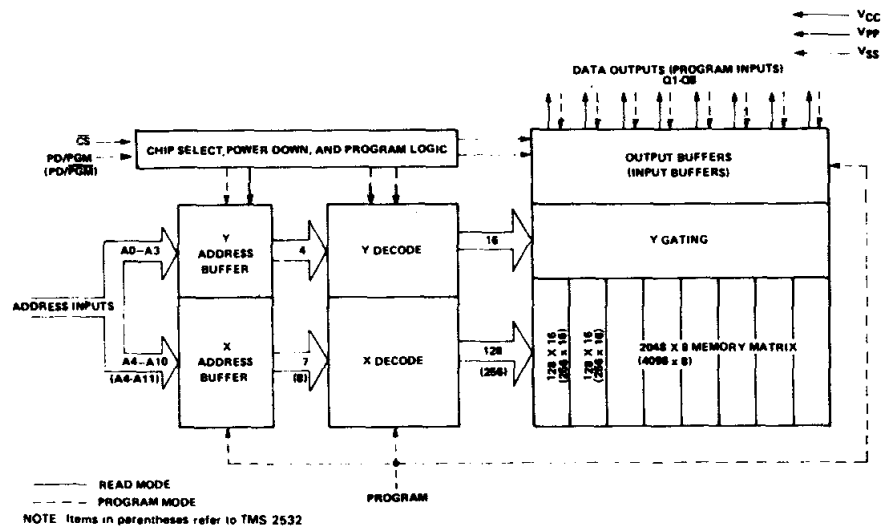 VCC
VPP
VSS
DATA OUTPUTS (PROGRAM INPUTS)
Q1-Q8
CS
PD/PGM
(PD/PGM)
CHIP SELECT, POWER DOWN, AND PROGRAM LOGIC
OUTPUT BUFFERS
(INPUT BUFFERS)
A0-A3
Y
ADDRESS
BUFFER
4
Y DECODE
16
Y GATING
ADDRESS INPUTS
A4-A10
(A4-A11)
X
ADDRESS
BUFFER
7
(8)
X DECODE
128
(256)
128 X 16
(256 x 16)
128 X 16
(256 x 16)
2048 X 8 MEMORY MATRIX
(4096 x 8)
READ MODE
PROGRAM MODE
PROGRAM
NOTE Items in parentheses refer to TMS 2532